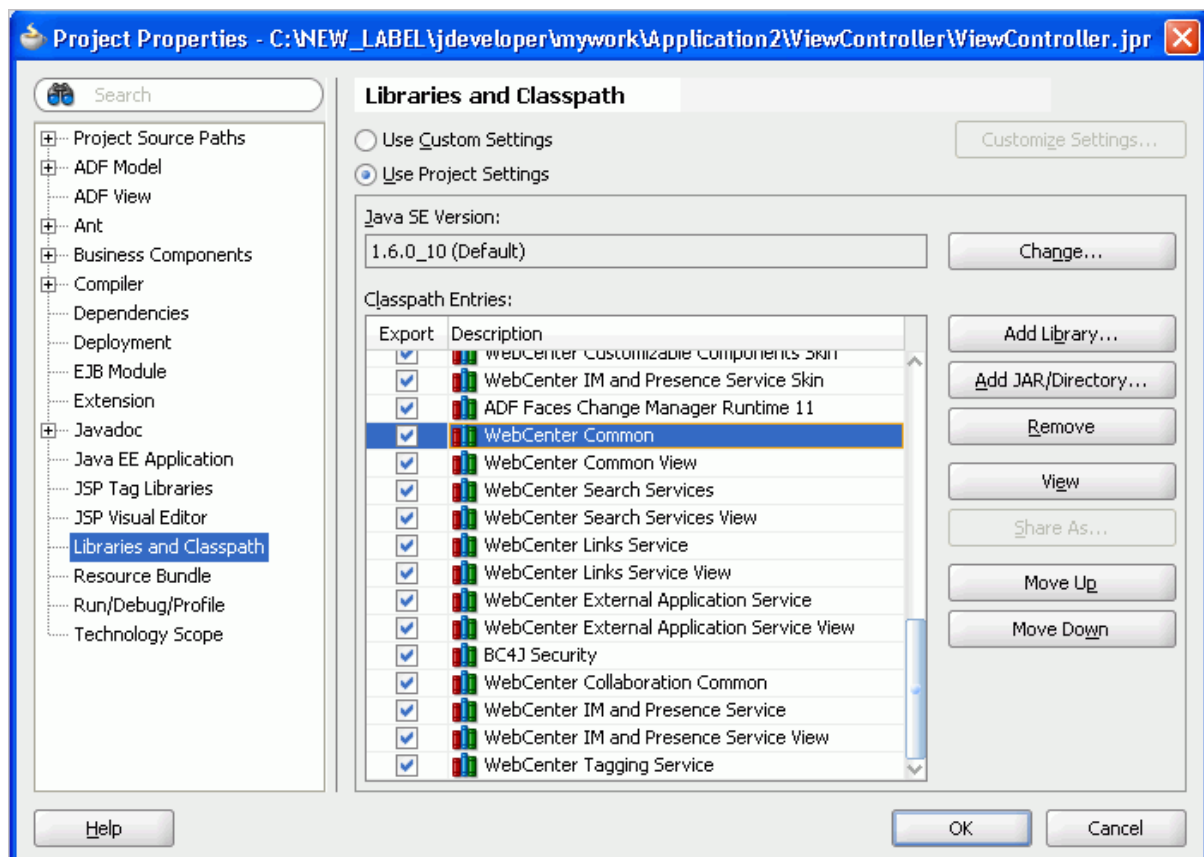 Project Properties - C:\NEW_LABEL\jdeveloper\mywork\Application2\ViewController\ViewController.jpr
Search
Project Source Paths
ADF Model
ADF View
Ant
Business Components
Compiler
Dependencies
Deployment
EJB Module
Extension
Javadoc
Java EE Application
JSP Tag Libraries
JSP Visual Editor
Libraries and Classpath
Resource Bundle
Run/Debug/Profile
Technology Scope
Libraries and Classpath
Use Custom Settings
Customize Settings...
Use Project Settings
Java SE Version:
1.6.0_10 (Default)
Change...
Classpath Entries:
Export Description
WebCenter Customizable Components Skin
WebCenter IM and Presence Service Skin
ADF Faces Change Manager Runtime 11
WebCenter Common
WebCenter Common View
WebCenter Search Services
WebCenter Search Services View
WebCenter Links Service
WebCenter Links Service View
WebCenter External Application Service
WebCenter External Application Service View
BC4J Security
WebCenter Collaboration Common
WebCenter IM and Presence Service
WebCenter IM and Presence Service View
WebCenter Tagging Service
Add Library...
Add JAR/Directory...
Remove
View
Share As...
Move Up
Move Down
Help
OK
Cancel